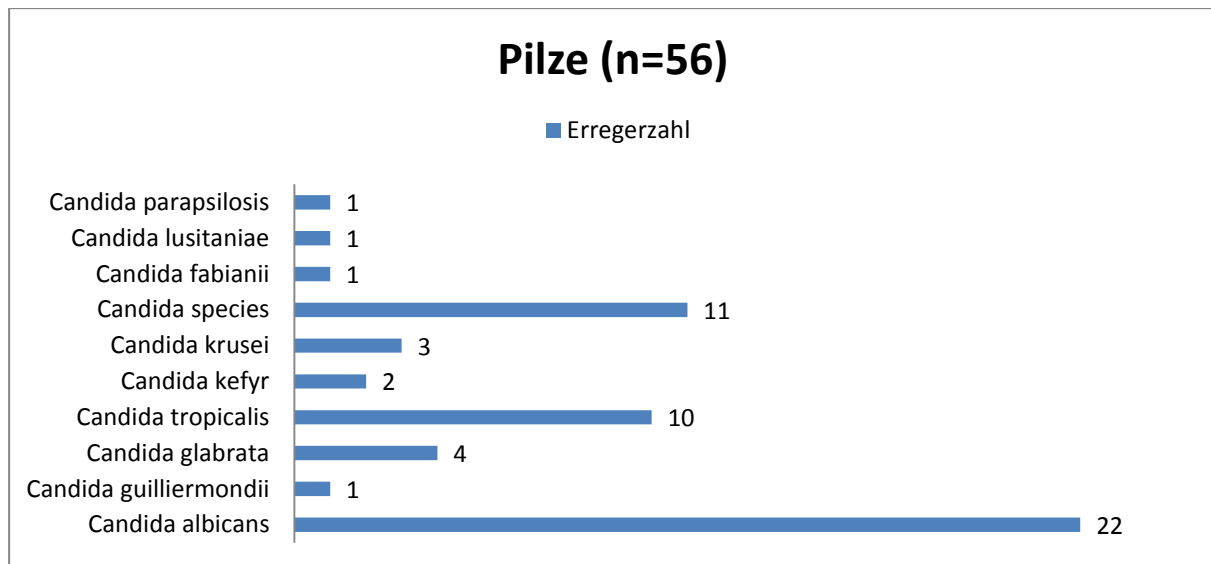 Pilze (n=56)
Erregerzahl
Candida parapsilosis 1
Candida lusitaniae 1
Candida fabianii 1
Candida species 11
Candida krusei 3
Candida kefyr 2
Candida tropicalis 10
Candida glabrata 4
Candida guilliermondii 1
Candida albicans 22